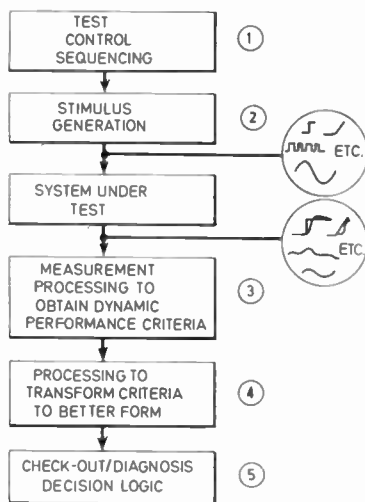 TEST
CONTROL
SEQUENCING
1
STIMULUS
GENERATION
2
ETC.
SYSTEM UNDER
TEST
ETC.
MEASUREMENT
PROCESSING TO
OBTAIN DYNAMIC
PERFORMANCE CRITERIA
3
PROCESSING TO
TRANSFORM CRITERIA
TO BETTER FORM
4
CHECK-OUT/DIAGNOSIS
DECISION LOGIC
5